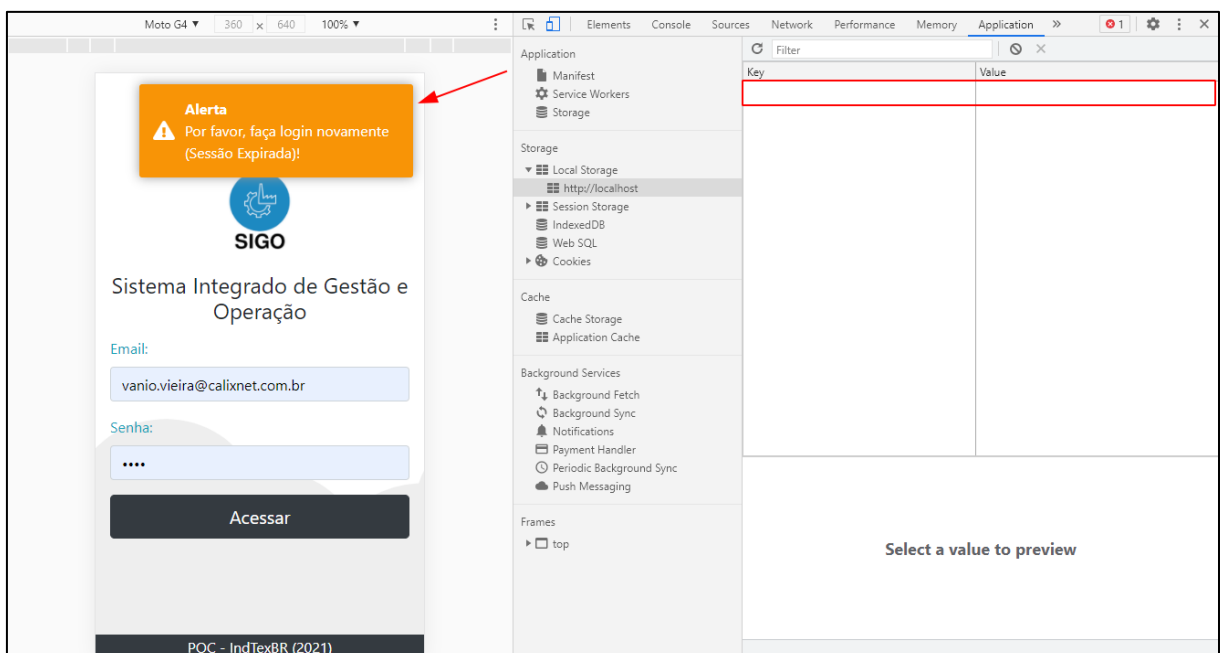 Moto G4 ▼ 360 x 640 100% ▼
Elements Console Sources Network Performance Memory Application » 1
Alerta
Por favor, faça login novamente
(Sessão Expirada)!
SIGO
Sistema Integrado de Gestão e
Operação
Email:
vanio.vieira@calixnet.com.br
Senha:
••••
Acessar
POC - IndTexBR (2021)
Application
Manifest
Service Workers
Storage
Storage
Local Storage
http://localhost
Session Storage
IndexedDB
Web SQL
Cookies
Cache
Cache Storage
Application Cache
Background Services
Background Fetch
Background Sync
Notifications
Payment Handler
Periodic Background Sync
Push Messaging
Frames
top
Filter
Key Value
Select a value to preview